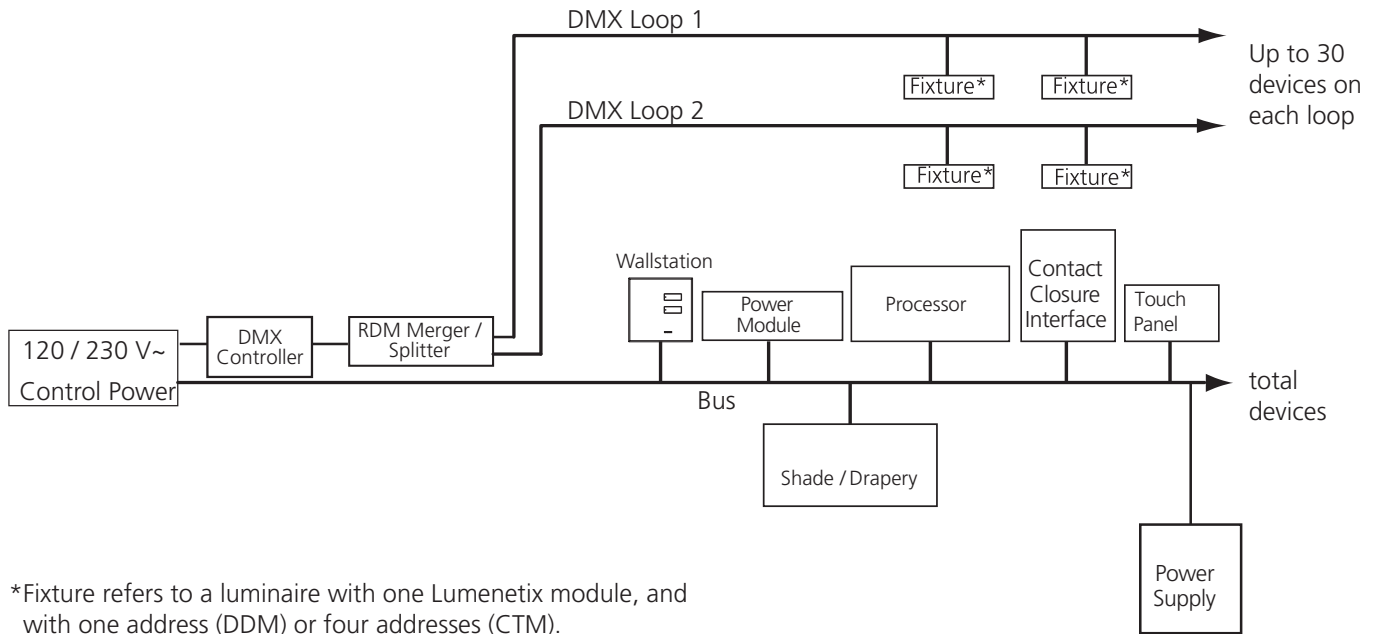 DMX Loop 1
Fixture*
Fixture*
Up to 30
devices on
each loop
DMX Loop 2
Fixture*
Fixture*
Wallstation
Power
Module
Processor
Contact
Closure
Interface
Touch
Panel
120 / 230 V~
Control Power
DMX
Controller
RDM Merger /
Splitter
Bus
total
devices
Shade / Drapery
Power
Supply
*Fixture refers to a luminaire with one Lumenetix module, and
with one address (DDM) or four addresses (CTM).